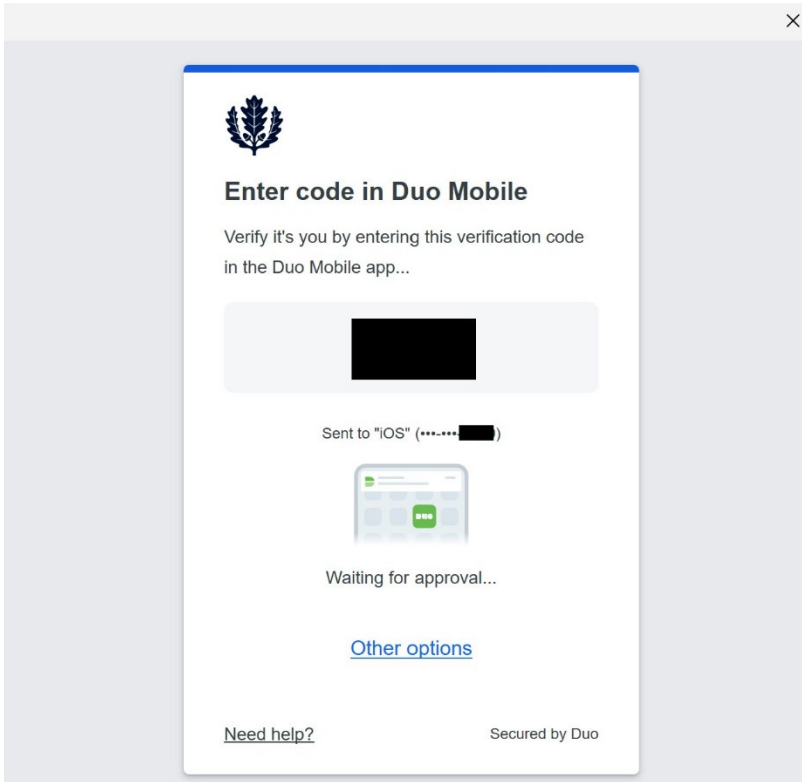 Enter code in Duo Mobile
Verify it's you by entering this verification code
in the Duo Mobile app...
Sent to "iOS" (•••-•••- )
DUO
Waiting for approval...
Other options
Need help?
Secured by Duo